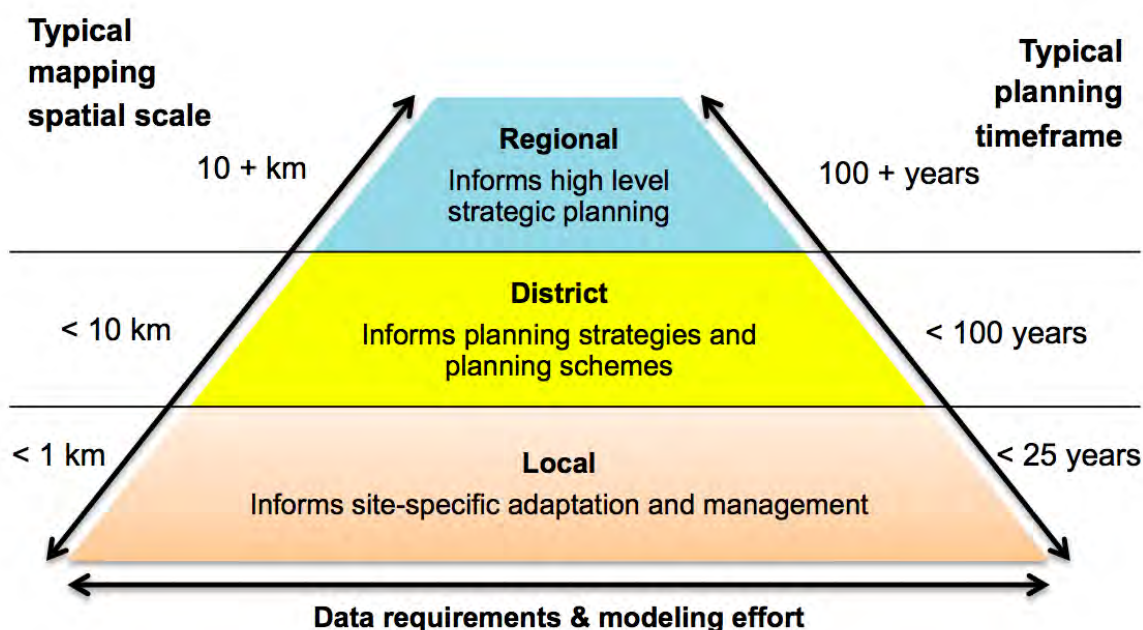 Typical
mapping
spatial scale
Typical
planning
timeframe
10 + km
Regional
Informs high level
strategic planning
100 + years
< 10 km
District
Informs planning strategies and
planning schemes
< 100 years
< 1 km
Local
Informs site-specific adaptation and management
< 25 years
Data requirements & modeling effort